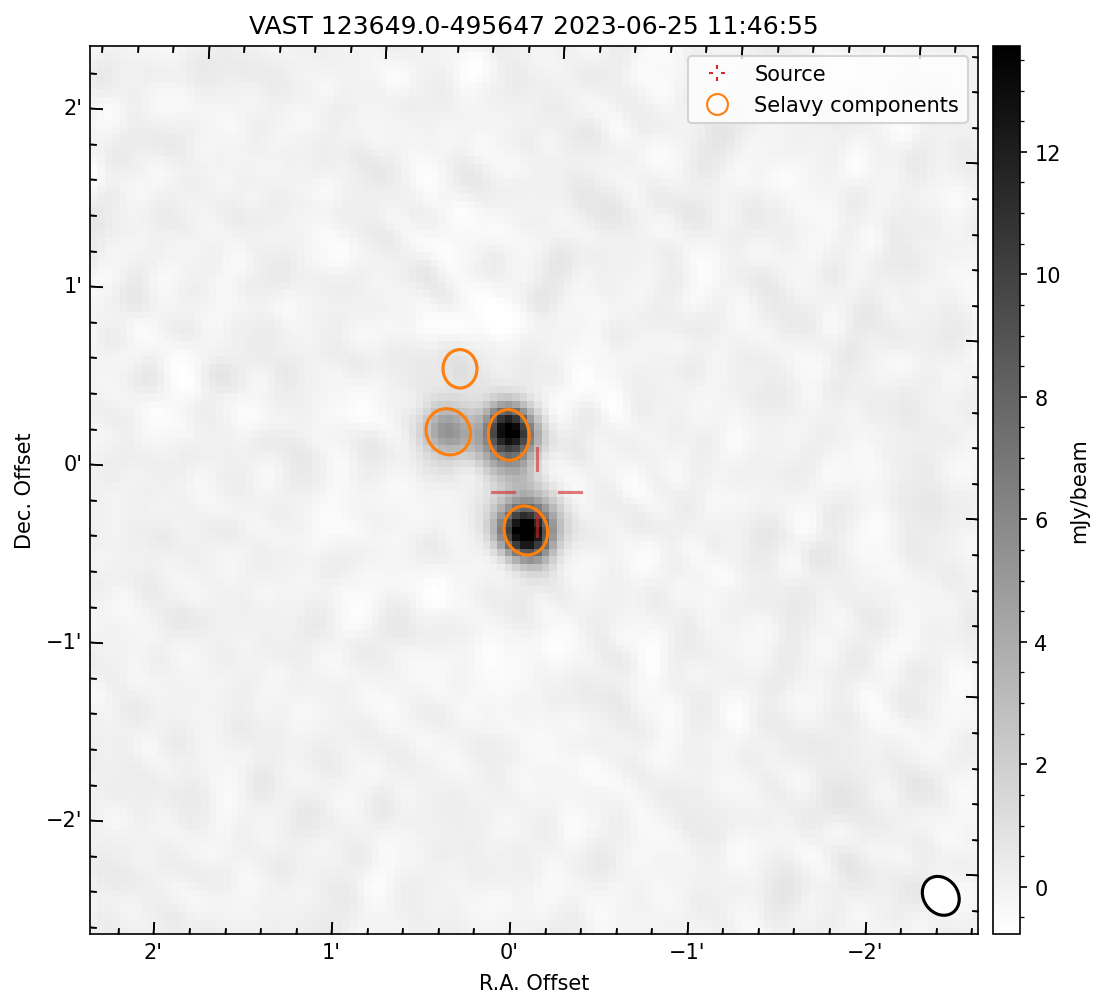 VAST 123649.0-495647 2023-06-25 11:46:55
Source
Selavy components
2'
1'
0'
−1'
−2'
Dec. Offset
2'
1'
0'
−1'
−2'
R.A. Offset
12
10
8
6
4
2
0
mJy/beam